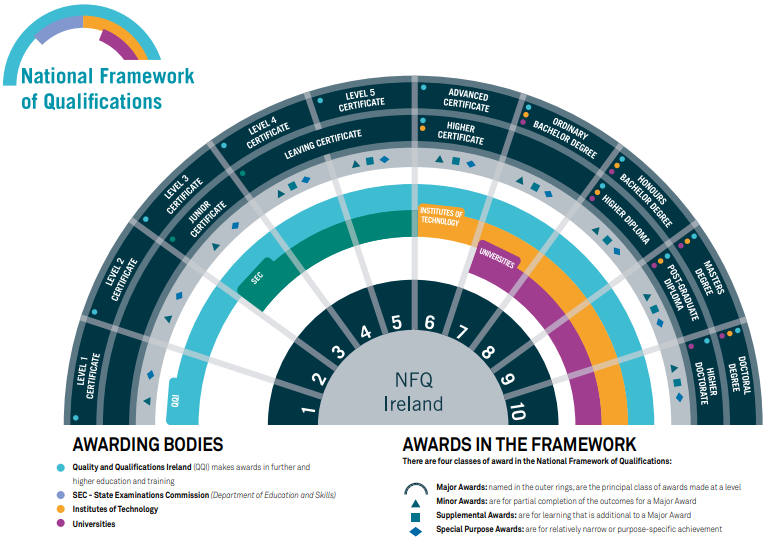 National Framework
of Qualifications
LEVEL 1
CERTIFICATE
LEVEL 2
CERTIFICATE
LEVEL 3
CERTIFICATE
LEVEL 4
CERTIFICATE
LEVEL 5
CERTIFICATE
ADVANCED
CERTIFICATE
ORDINARY
BACHELOR DEGREE
HONOURS
BACHELOR DEGREE
MASTERS
DEGREE
DOCTORAL
DEGREE
JUNIOR
CERTIFICATE
LEAVING CERTIFICATE
HIGHER
CERTIFICATE
HIGHER DIPLOMA
POST-GRADUATE
DIPLOMA
HIGHER
DOCTORATE
QQI
SEC
INSTITUTES OF
TECHNOLOGY
UNIVERSITIES
1
2
3
4
5
6
7
8
9
10
NFQ
Ireland
AWARDING BODIES
Quality and Qualifications Ireland (QQI) makes awards in further and
higher education and training
SEC - State Examinations Commission (Department of Education and Skills)
Institutes of Technology
Universities
AWARDS IN THE FRAMEWORK
There are four classes of award in the National Framework of Qualifications:
Major Awards: named in the outer rings, are the principal class of awards made at a level
Minor Awards: are for partial completion of the outcomes for a Major Award
Supplemental Awards: are for learning that is additional to a Major Award
Special Purpose Awards: are for relatively narrow or purpose-specific achievement